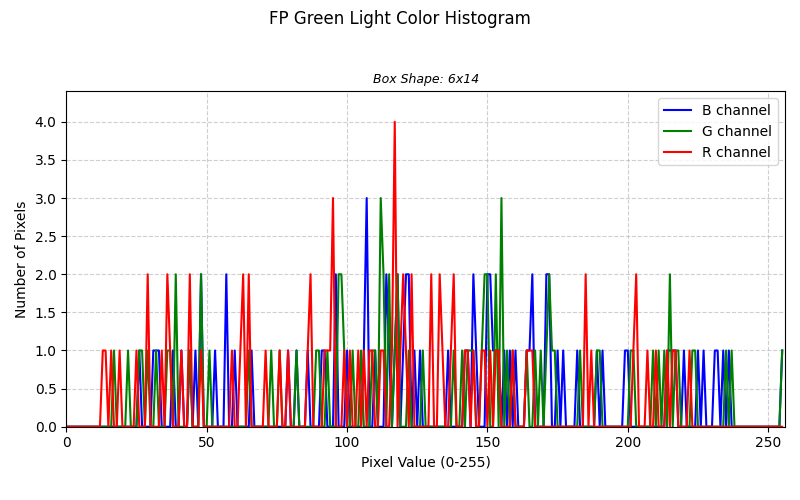 FP Green Light Color Histogram
Box Shape: 6x14
B channel
G channel
R channel
4.0
3.5
3.0
2.5
2.0
1.5
1.0
0.5
0.0
Number of Pixels
0 50 100 150 200 250
Pixel Value (0-255)